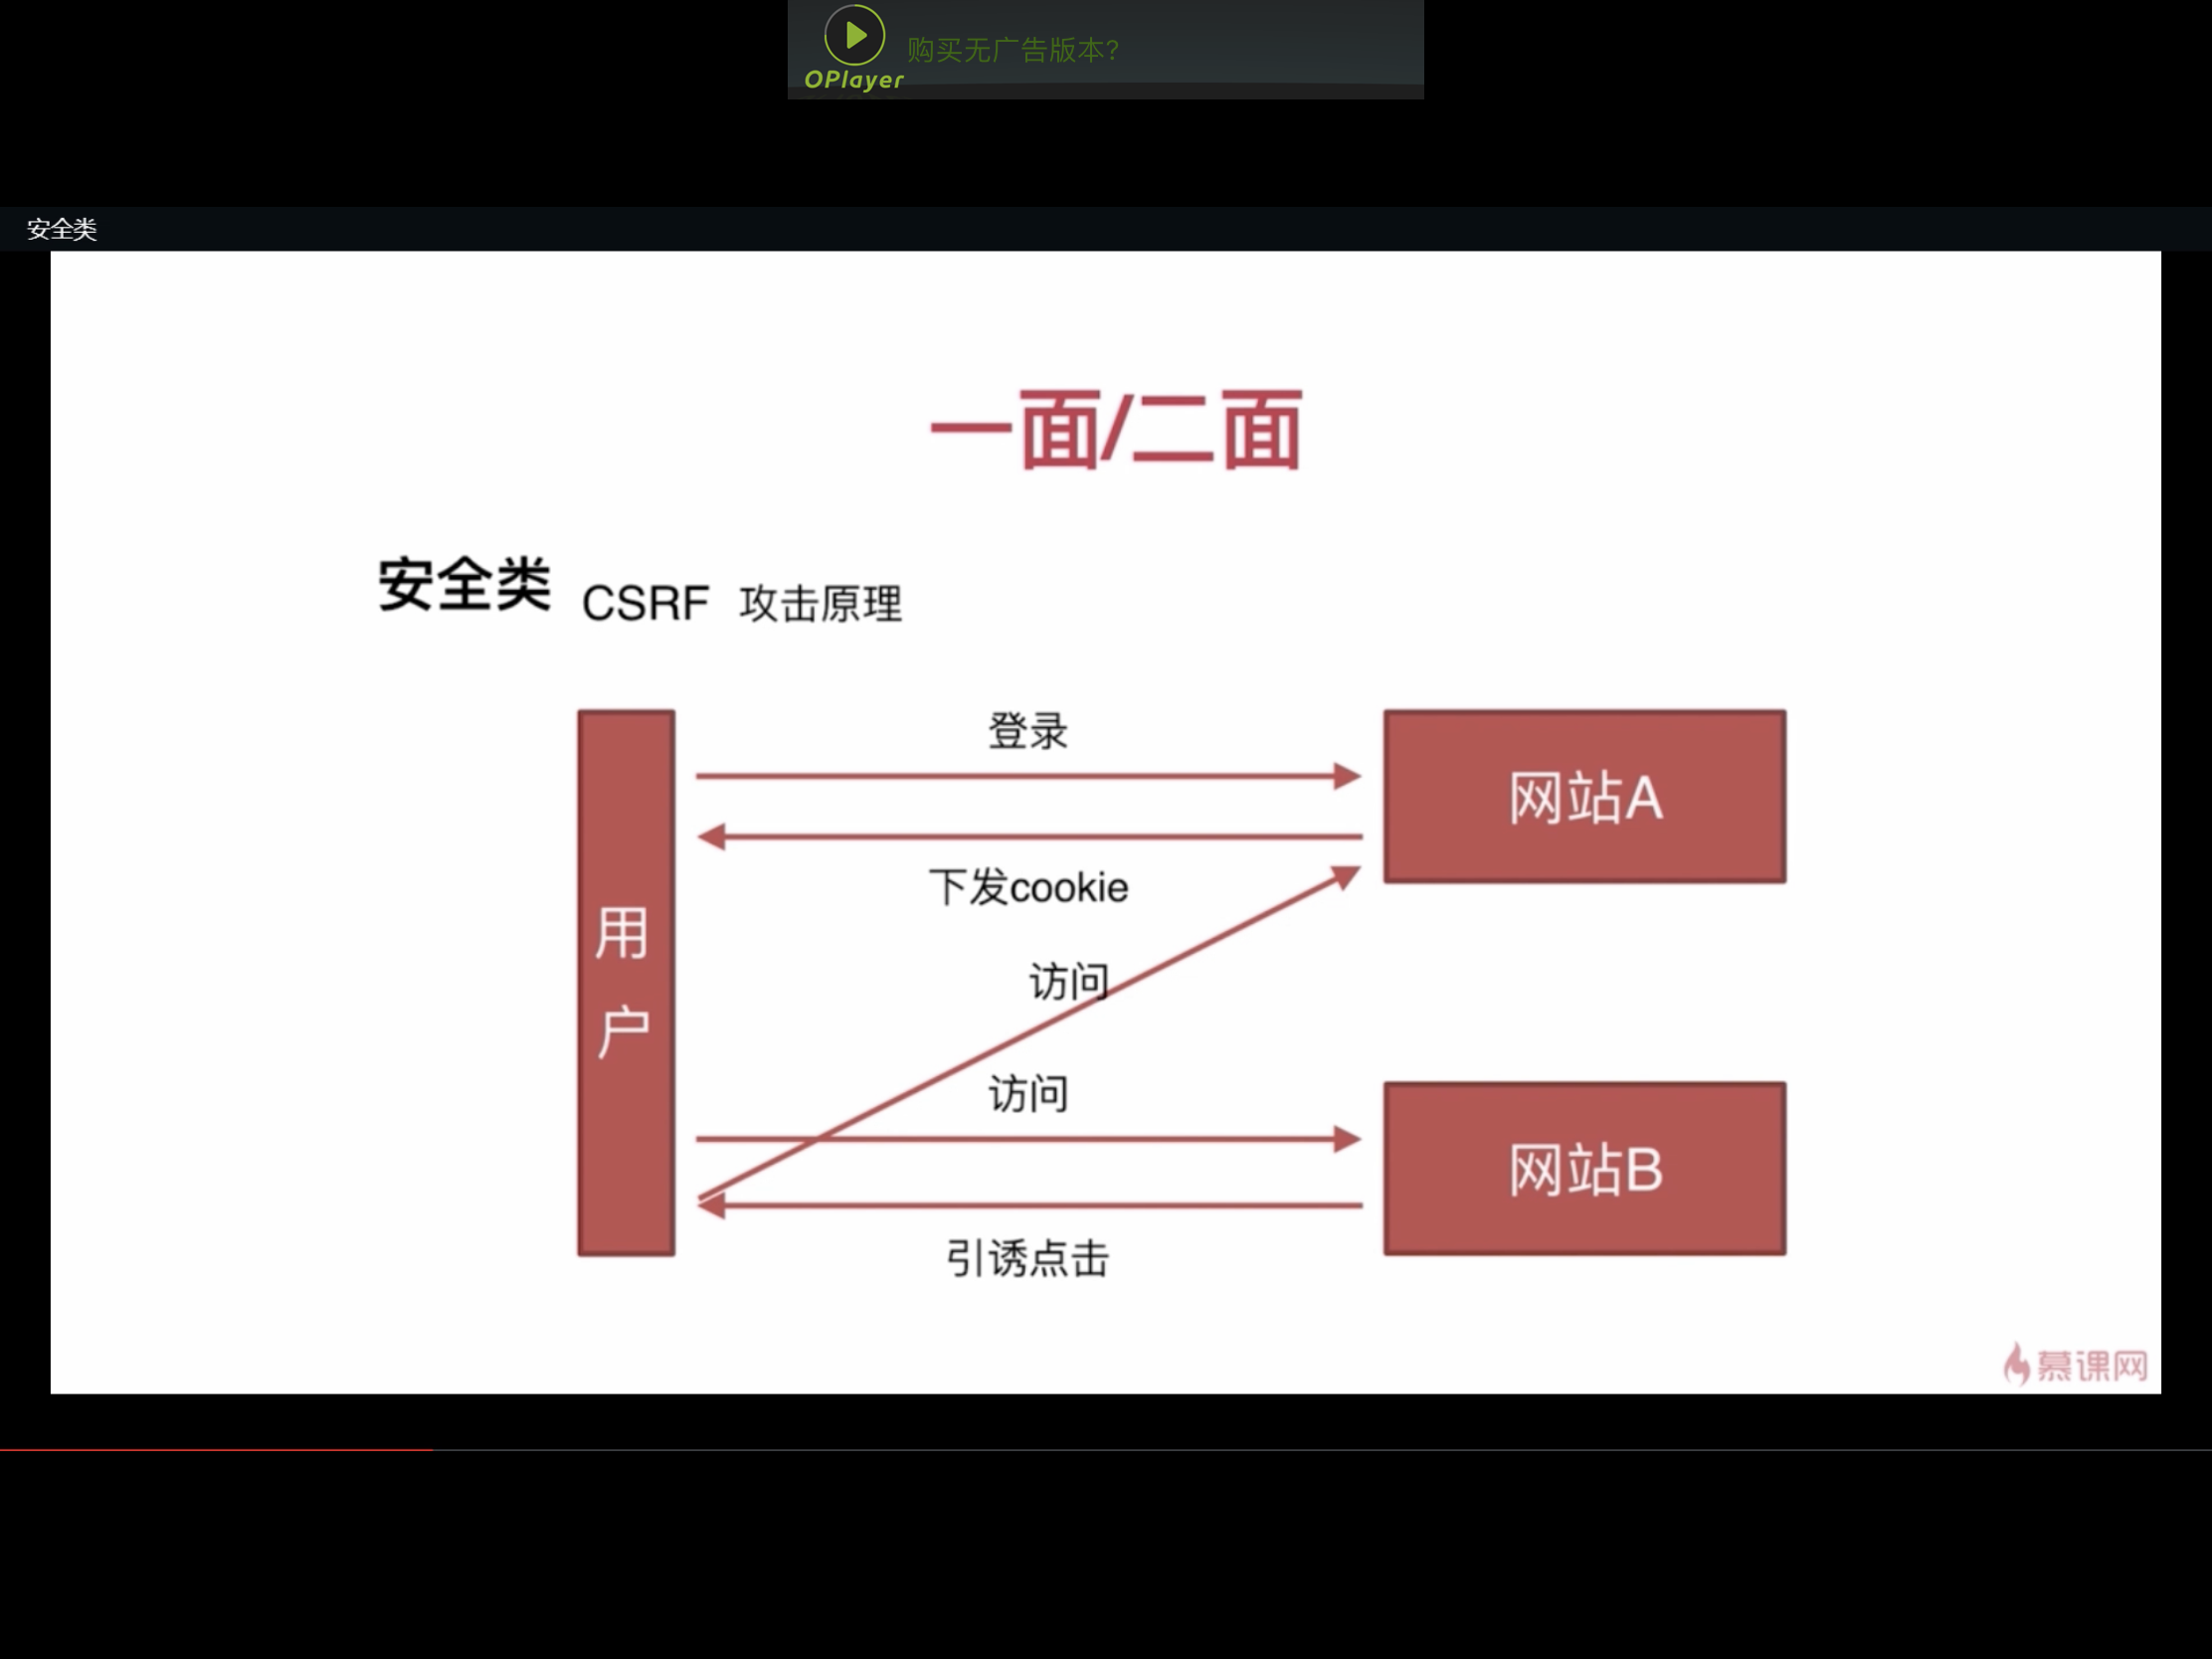 购买无广告版本?
OPlayer
安全类
一面/二面
安全类 CSRF 攻击原理
登录
网站A
下发cookie
用户
访问
访问
网站B
引诱点击
慕课网